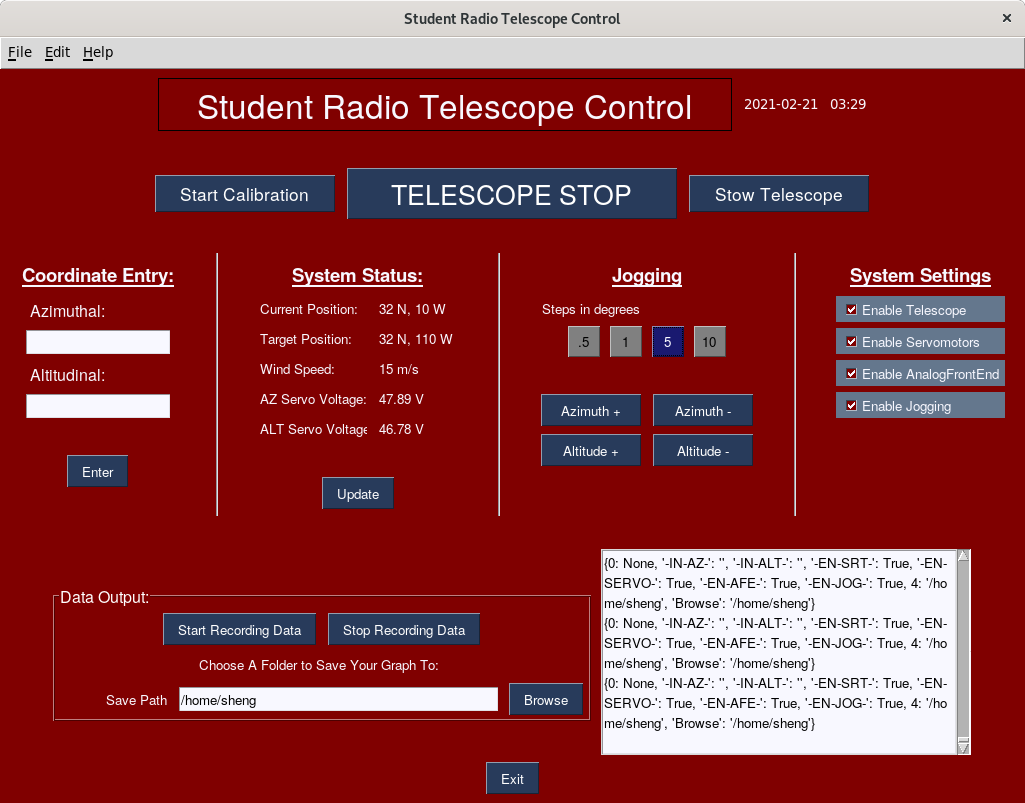 Student Radio Telescope Control
File Edit Help
Student Radio Telescope Control
2021-02-21 03:29
Start Calibration
TELESCOPE STOP
Stow Telescope
Coordinate Entry:
Azimuthal:
Altitudinal:
Enter
System Status:
Current Position: 32 N, 10 W
Target Position: 32 N, 110 W
Wind Speed: 15 m/s
AZ Servo Voltage: 47.89 V
ALT Servo Voltage 46.78 V
Update
Jogging
Steps in degrees
.5 1 5 10
Azimuth + Azimuth -
Altitude + Altitude -
System Settings
Enable Telescope
Enable Servomotors
Enable AnalogFrontEnd
Enable Jogging
Data Output:
Start Recording Data Stop Recording Data
Choose A Folder to Save Your Graph To:
Save Path /home/sheng Browse
{0: None, '-IN-AZ-': '', '-IN-ALT-': '', '-EN-SRT-': True, '-EN-
SERVO-': True, '-EN-AFE-': True, '-EN-JOG-': True, 4: '/ho
me/sheng', 'Browse': '/home/sheng'}
{0: None, '-IN-AZ-': '', '-IN-ALT-': '', '-EN-SRT-': True, '-EN-
SERVO-': True, '-EN-AFE-': True, '-EN-JOG-': True, 4: '/ho
me/sheng', 'Browse': '/home/sheng'}
{0: None, '-IN-AZ-': '', '-IN-ALT-': '', '-EN-SRT-': True, '-EN-
SERVO-': True, '-EN-AFE-': True, '-EN-JOG-': True, 4: '/ho
me/sheng', 'Browse': '/home/sheng'}
Exit